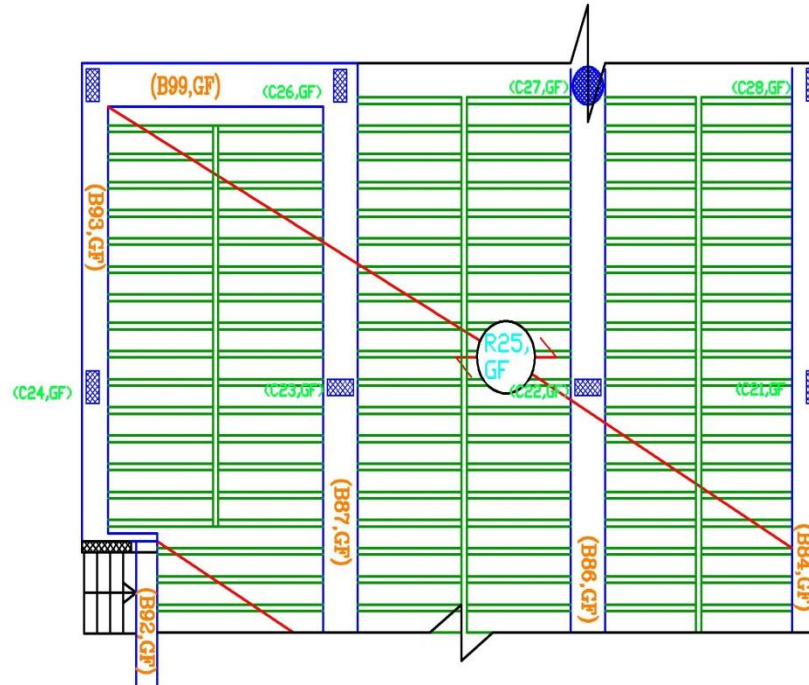 (B99,GF)
(C26,GF)
(C27,GF)
(C28,GF)
(B93,GF)
R25,
GF
(C24,GF)
(C23,GF)
(C22,GF)
(C21,GF
(B87,GF)
(B86,GF)
(B84,GF)
(B92,GF)